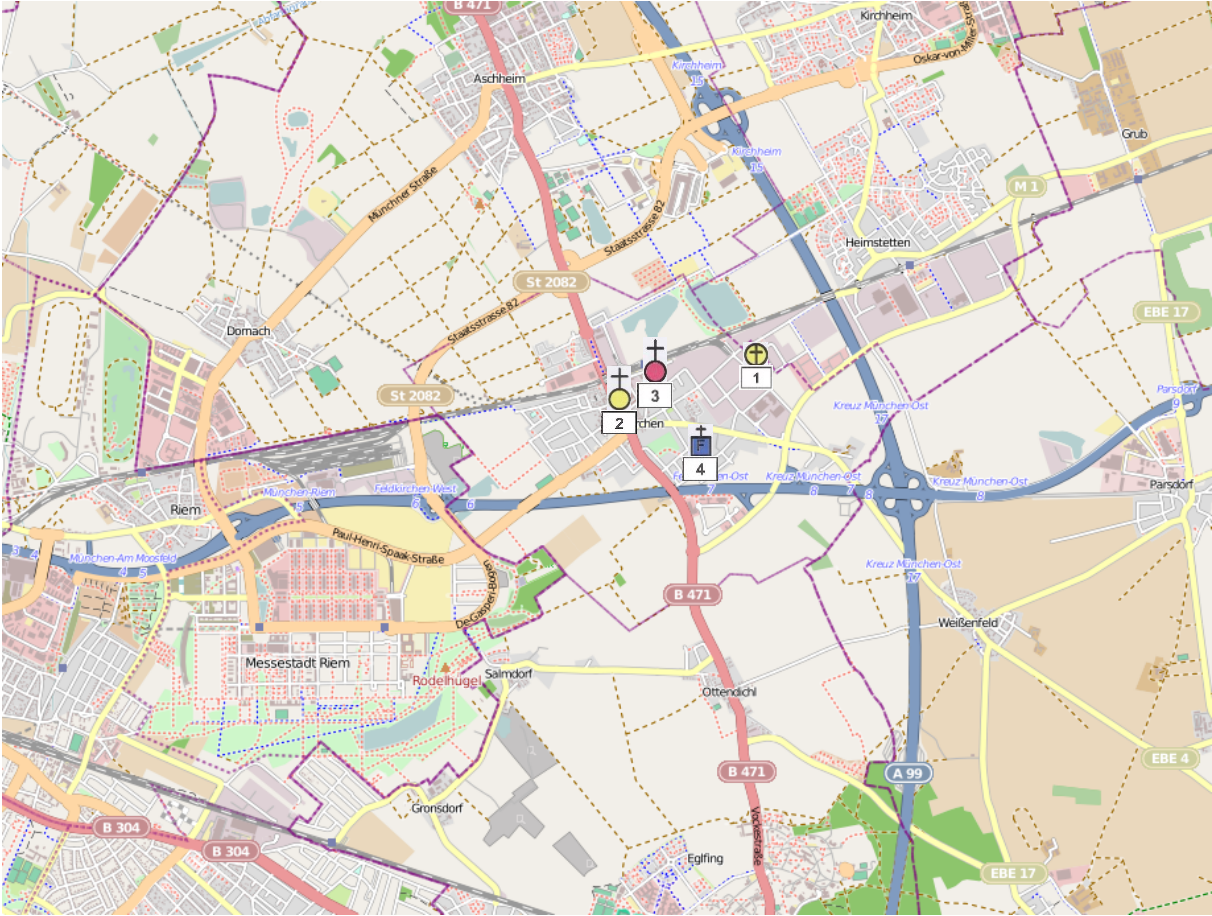 B 471
Kirchheim
Oskar-von-Miller-
Aschheim
Kirchheim
15
Grub
Kirchheim
15
Münchner Straße
M 1
Staatsstrasse 82
Heimstetten
St 2082
EBE 17
Staatsstrasse 82
Dornach
1
3
2
St 2082
Parsdorf
9
Kreuz München-Ost
17
rchen
F
4
Kreuz München-Ost
8
7
8
Kreuz München-Ost
8
Parsdorf
7
München-Riem
5
Feldkirchen-West
6
6
Riem
Paul-Henri-Spaak-Straße
3
4
München-Am Moosfeld
4
5
Kreuz München-Ost
17
B 471
De-Gasperi-Bogen
Weißenfeld
Messestadt Riem
Rodelhügel
Salmdorf
Ottendichl
EBE 4
B 471
A 99
Gronsdorf
B 304
B 304
Vockestraße
Eglfing
EBE 17